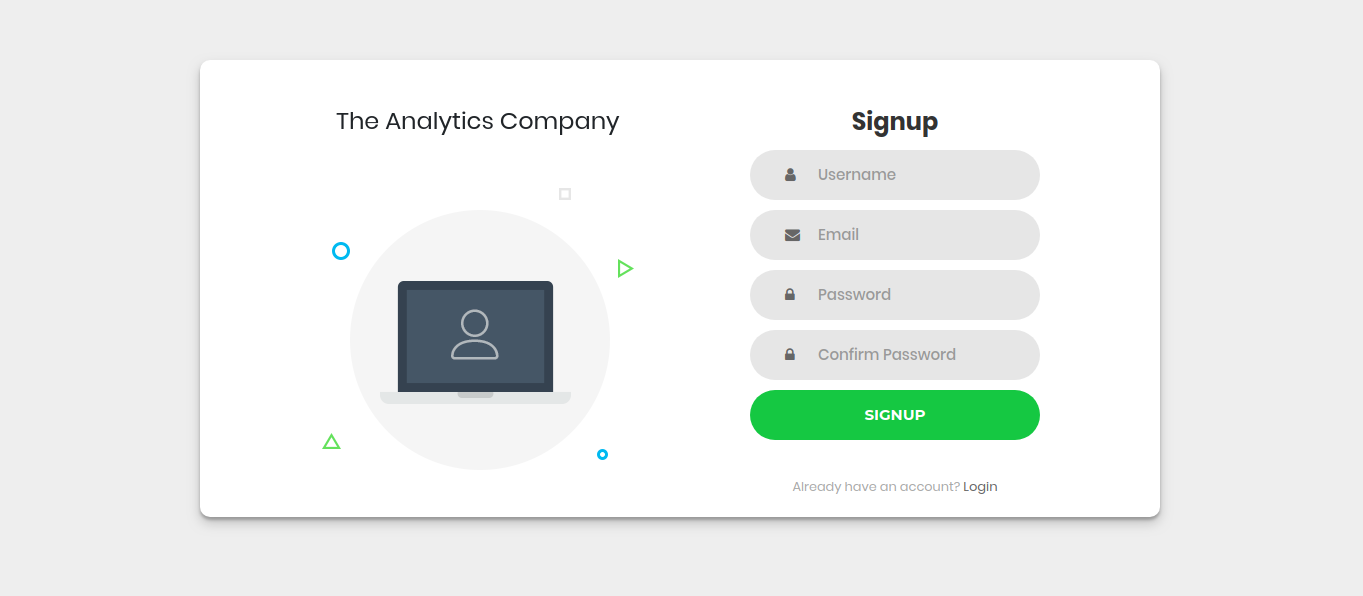 The Analytics Company
Signup
Username
Email
Password
Confirm Password
SIGNUP
Already have an account? Login